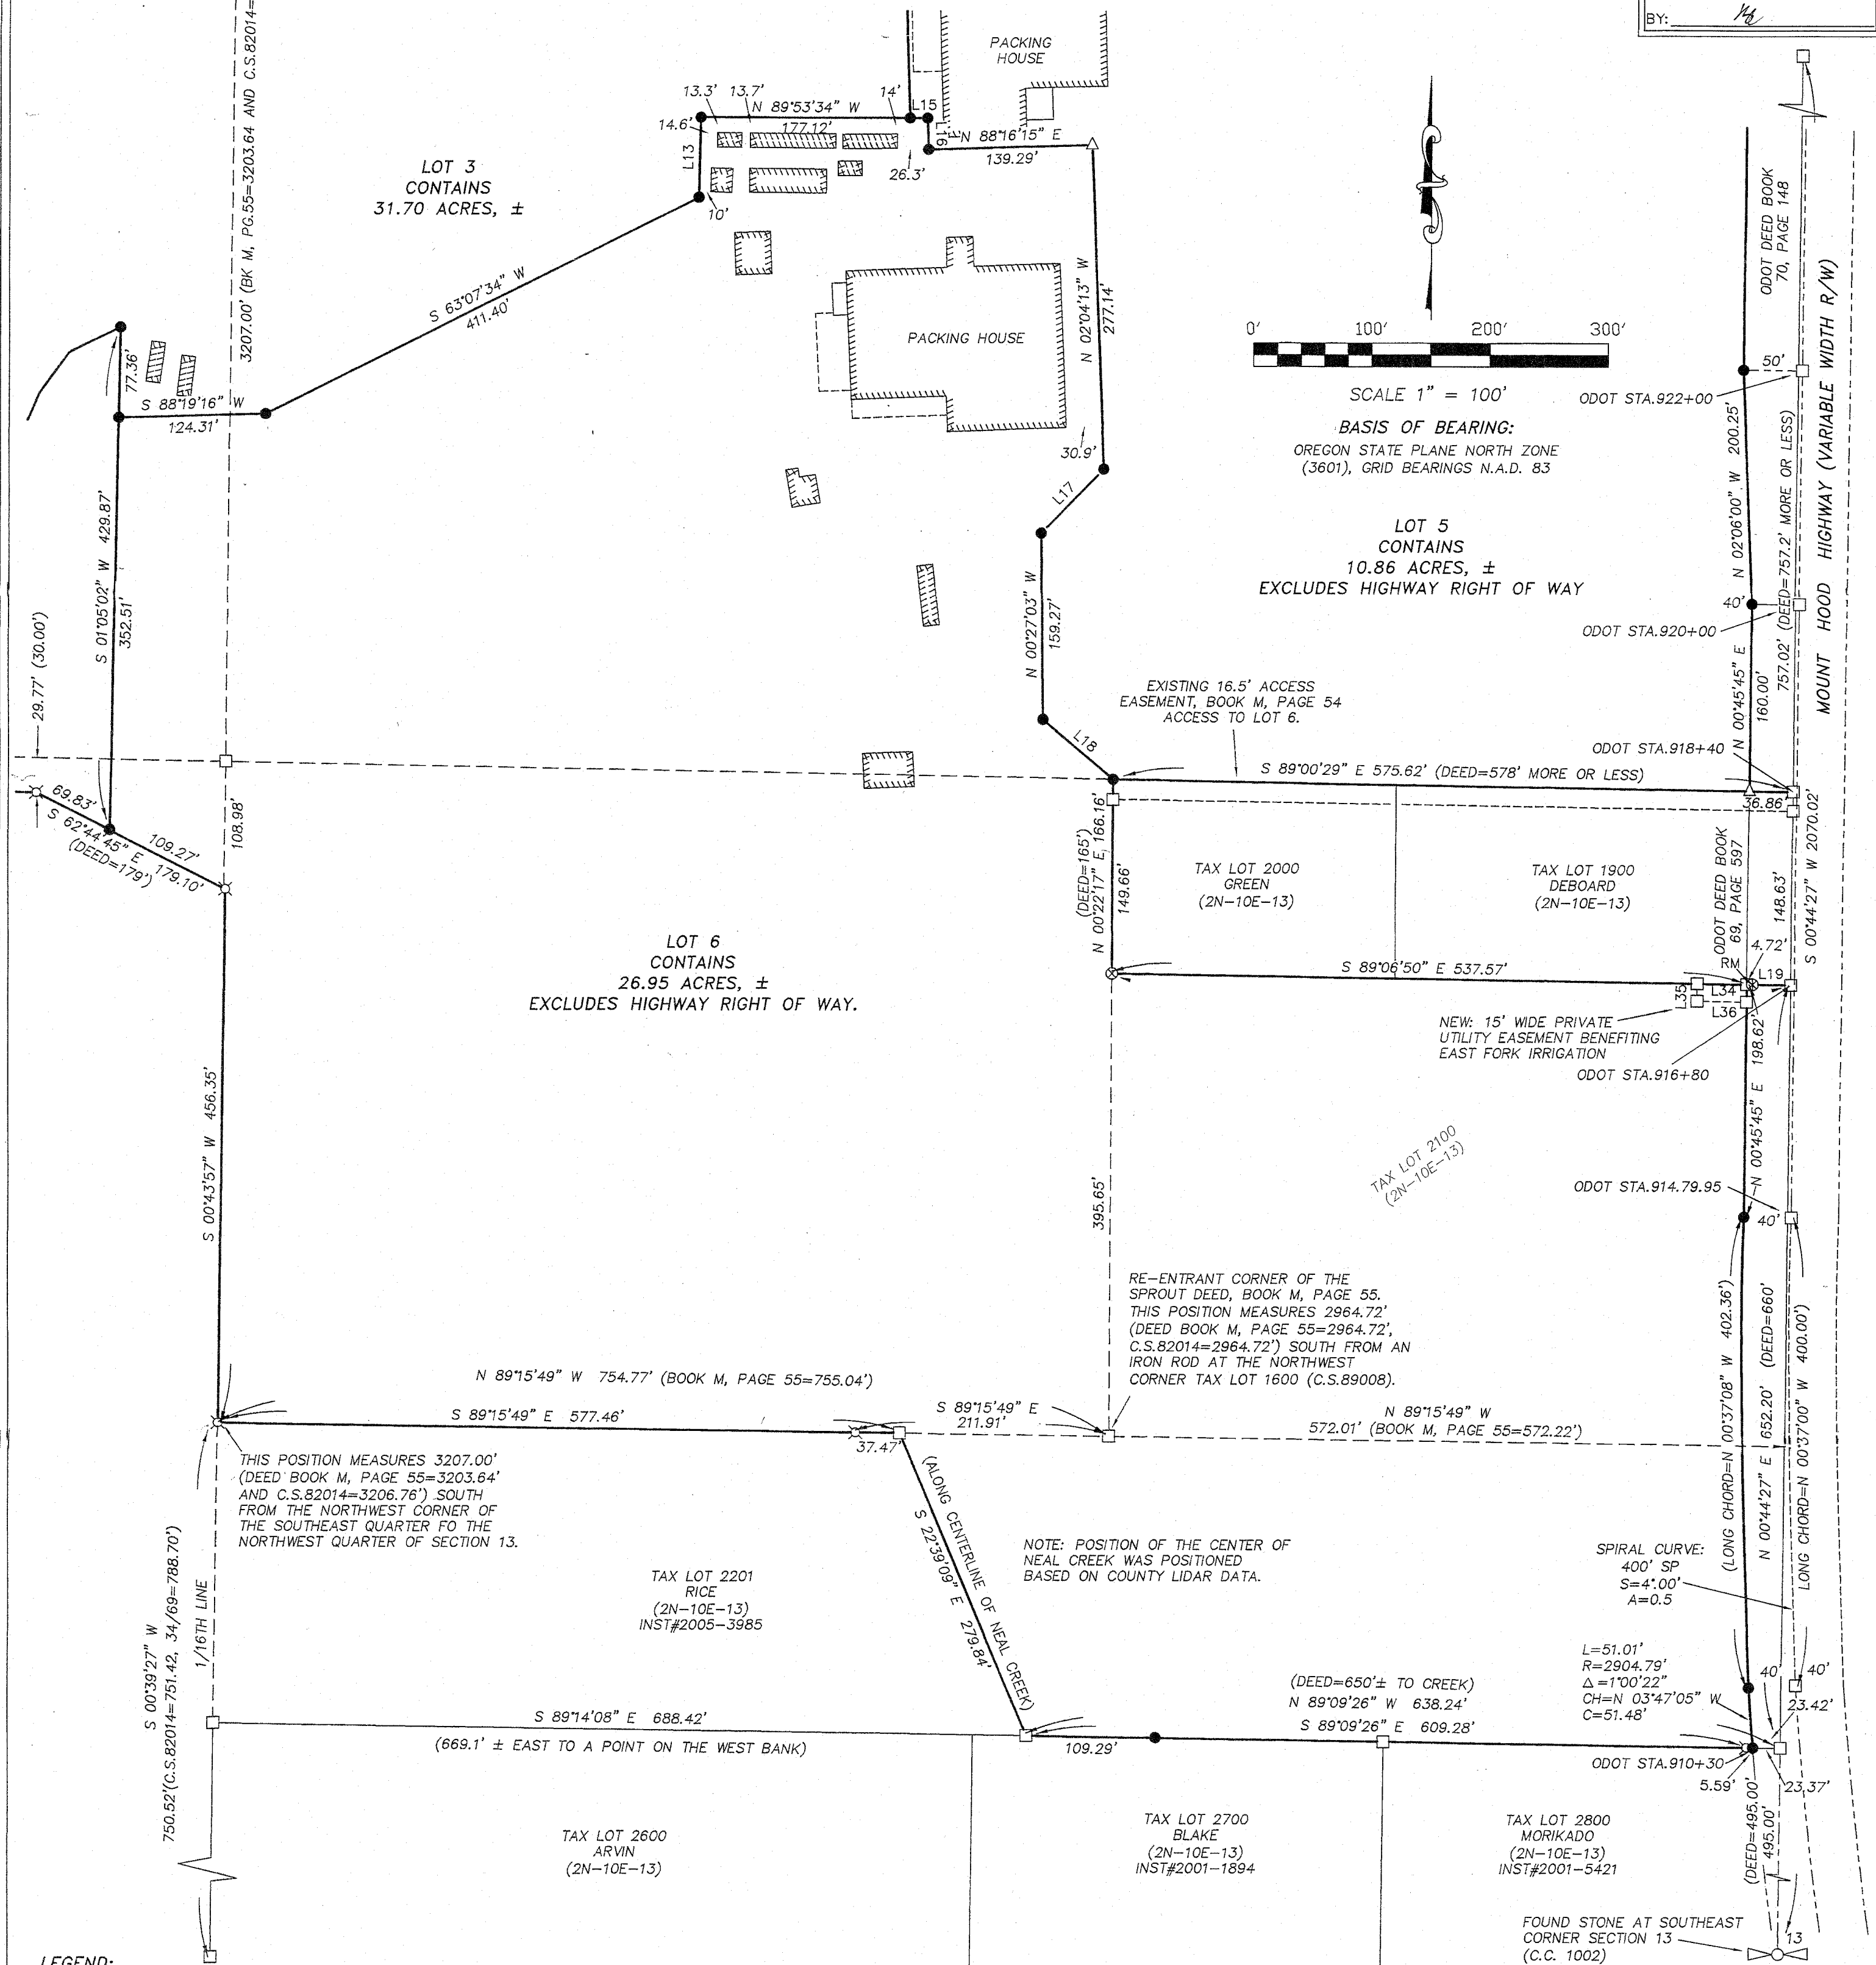 BY:
PACKING
HOUSE
13.3' 13.7'
N 89°53'34" W
14'
L15
177.12'
14.6'
L13
N 88°16'15" E
139.29'
26.3'
10'
LOT 3
CONTAINS
31.70 ACRES, ±
3207.00' (BK M, PG.55=3203.64 AND C.S.82014=
S 63°07'34" W
411.40'
PACKING HOUSE
N 02°04'13" W
277.14'
30.9'
0' 100' 200' 300'
SCALE 1" = 100'
BASIS OF BEARING:
OREGON STATE PLANE NORTH ZONE
(3601), GRID BEARINGS N.A.D. 83
ODOT DEED BOOK
70, PAGE 148
MOUNT HOOD HIGHWAY (VARIABLE WIDTH R/W)
50'
ODOT STA.922+00
N 02°06'00" W 200.25'
757.02' (DEED=757.2' MORE OR LESS)
77.36'
S 88°19'16" W
124.31'
S 01°05'02" W 429.87'
352.51'
L17
LOT 5
CONTAINS
10.86 ACRES, ±
EXCLUDES HIGHWAY RIGHT OF WAY
40'
ODOT STA.920+00
N 00°27'03" W
159.27'
29.77' (30.00')
N 00°45'45" E
160.00'
EXISTING 16.5' ACCESS
EASEMENT, BOOK M, PAGE 54
ACCESS TO LOT 6.
L18
ODOT STA.918+40
S 89°00'29" E 575.62' (DEED=578' MORE OR LESS)
36.86'
69.83'
109.27'
S 62°44'45" E 179.10'
(DEED=179')
108.98'
(DEED=165')
N 00°22'17" E 166.16'
149.66'
TAX LOT 2000
GREEN
(2N-10E-13)
TAX LOT 1900
DEBOARD
(2N-10E-13)
ODOT DEED BOOK
69, PAGE 597
148.63'
S 00°44'27" W 2070.02'
LOT 6
CONTAINS
26.95 ACRES, ±
EXCLUDES HIGHWAY RIGHT OF WAY.
S 89°06'50" E 537.57'
4.72'
RM
L19
L34
L35
L36
NEW: 15' WIDE PRIVATE
UTILITY EASEMENT BENEFITING
EAST FORK IRRIGATION
ODOT STA.916+80
N 00°45'45" E 198.62'
S 00°43'57" W 456.35'
395.65'
TAX LOT 2100
(2N-10E-13)
ODOT STA.914.79.95
40'
RE-ENTRANT CORNER OF THE
SPROUT DEED, BOOK M, PAGE 55.
THIS POSITION MEASURES 2964.72'
(DEED BOOK M, PAGE 55=2964.72',
C.S.82014=2964.72') SOUTH FROM AN
IRON ROD AT THE NORTHWEST
CORNER TAX LOT 1600 (C.S.89008).
N 89°15'49" W 754.77' (BOOK M, PAGE 55=755.04')
S 89°15'49" E 577.46'
37.47'
S 89°15'49" E
211.91'
N 89°15'49" W
572.01' (BOOK M, PAGE 55=572.22')
THIS POSITION MEASURES 3207.00'
(DEED BOOK M, PAGE 55=3203.64'
AND C.S.82014=3206.76') SOUTH
FROM THE NORTHWEST CORNER OF
THE SOUTHEAST QUARTER FO THE
NORTHWEST QUARTER OF SECTION 13.
(LONG CHORD=N 00°37'08" W 402.36')
N 00°44'27" E 652.20' (DEED=660'
LONG CHORD=N 00°37'00" W 400.00')
(ALONG CENTERLINE OF NEAL CREEK)
S 22°39'09" E 279.84'
NOTE: POSITION OF THE CENTER OF
NEAL CREEK WAS POSITIONED
BASED ON COUNTY LIDAR DATA.
SPIRAL CURVE:
400' SP
S=4°.00'
A=0.5
TAX LOT 2201
RICE
(2N-10E-13)
INST#2005-3985
S 00°39'27" W
750.52'(C.S.82014=751.42, 34/69=788.70')
1/16TH LINE
L=51.01'
R=2904.79'
Δ=1°00'22"
CH=N 03°47'05" W
C=51.48'
40' 40'
23.42'
(DEED=650'± TO CREEK)
N 89°09'26" W 638.24'
S 89°09'26" E 609.28'
S 89°14'08" E 688.42'
(669.1' ± EAST TO A POINT ON THE WEST BANK)
109.29'
ODOT STA.910+30
5.59'
23.37'
(DEED=495.00')
495.00'
TAX LOT 2600
ARVIN
(2N-10E-13)
TAX LOT 2700
BLAKE
(2N-10E-13)
INST#2001-1894
TAX LOT 2800
MORIKADO
(2N-10E-13)
INST#2001-5421
FOUND STONE AT SOUTHEAST
CORNER SECTION 13
(C.C. 1002)
13
LEGEND: